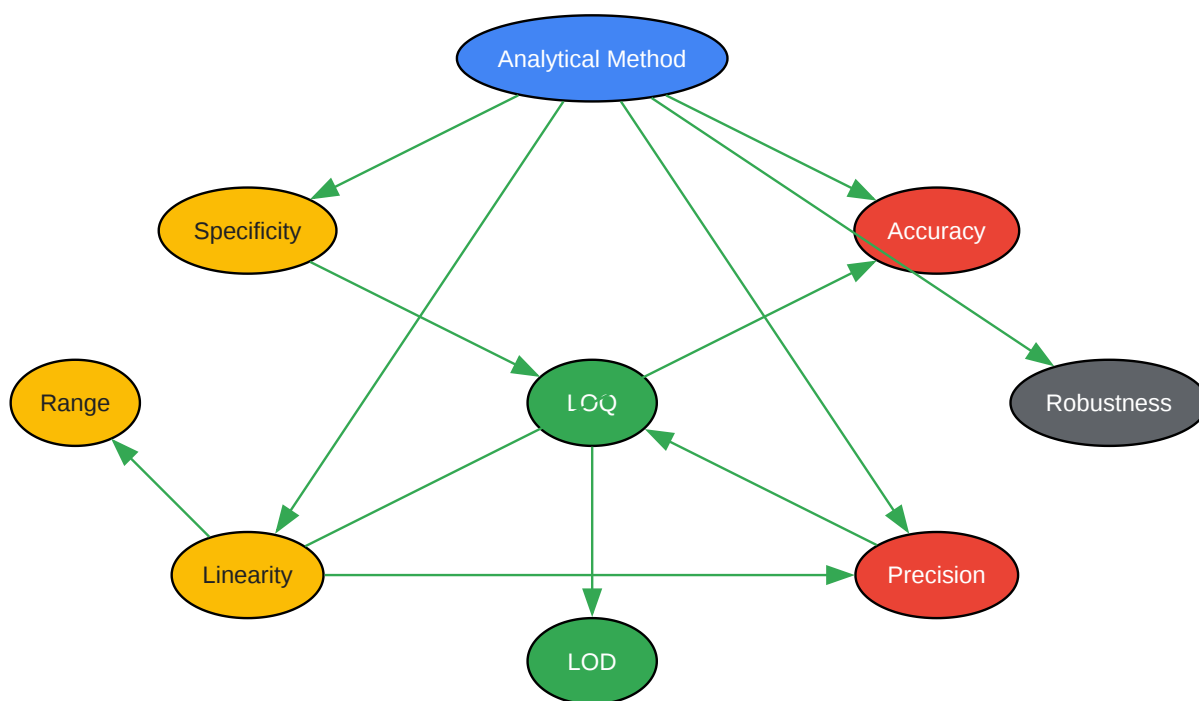 Analytical Method
Specificity
Accuracy
Range
LOQ
Robustness
Linearity
Precision
LOD